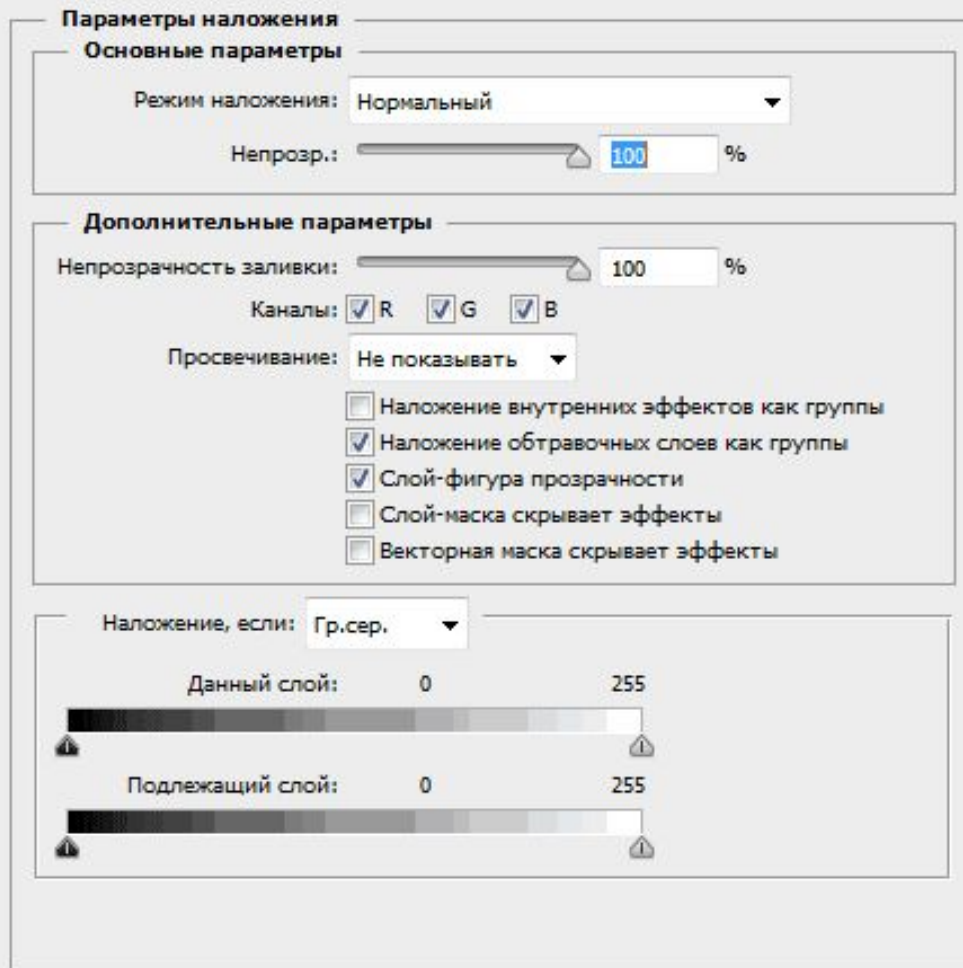 Параметры наложения
Основные параметры
Режим наложения: Нормальный
Непрозр.: 100 %
Дополнительные параметры
Непрозрачность заливки: 100 %
Каналы: R G B
Просвечивание: Не показывать
Наложение внутренних эффектов как группы
Наложение обтравочных слоев как группы
Слой-фигура прозрачности
Слой-маска скрывает эффекты
Векторная маска скрывает эффекты
Наложение, если: Гр.сер.
Данный слой: 0 255
Подлежащий слой: 0 255